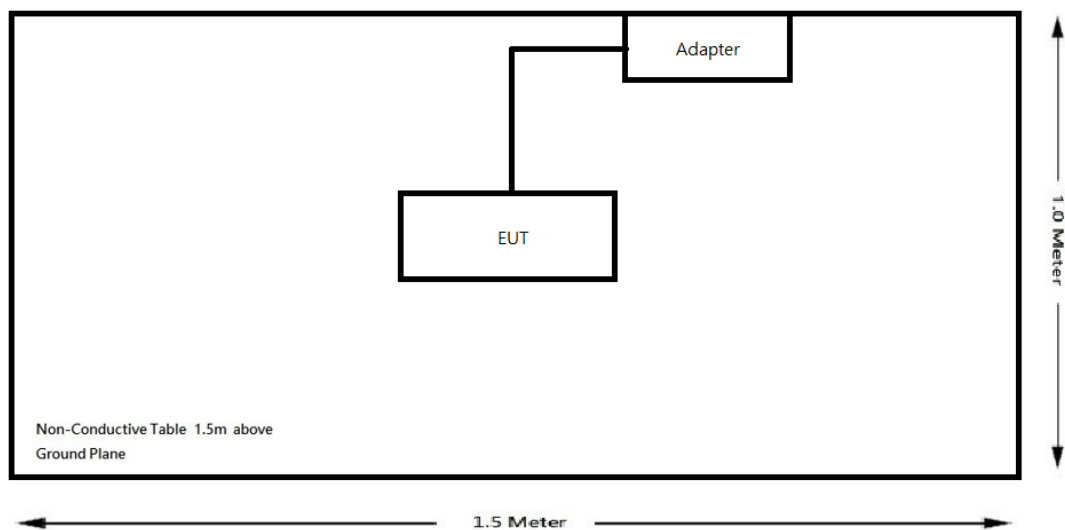 Adapter
EUT
1.0 Meter
Non-Conductive Table 1.5m above
Ground Plane
1.5 Meter